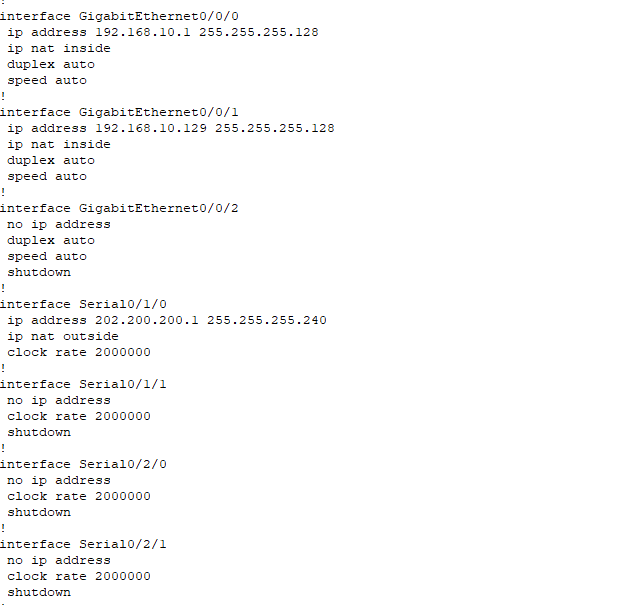 !
interface GigabitEthernet0/0/0
ip address 192.168.10.1 255.255.255.128
ip nat inside
duplex auto
speed auto
!
interface GigabitEthernet0/0/1
ip address 192.168.10.129 255.255.255.128
ip nat inside
duplex auto
speed auto
!
interface GigabitEthernet0/0/2
no ip address
duplex auto
speed auto
shutdown
!
interface Serial0/1/0
ip address 202.200.200.1 255.255.255.240
ip nat outside
clock rate 2000000
!
interface Serial0/1/1
no ip address
clock rate 2000000
shutdown
!
interface Serial0/2/0
no ip address
clock rate 2000000
shutdown
!
interface Serial0/2/1
no ip address
clock rate 2000000
shutdown
!